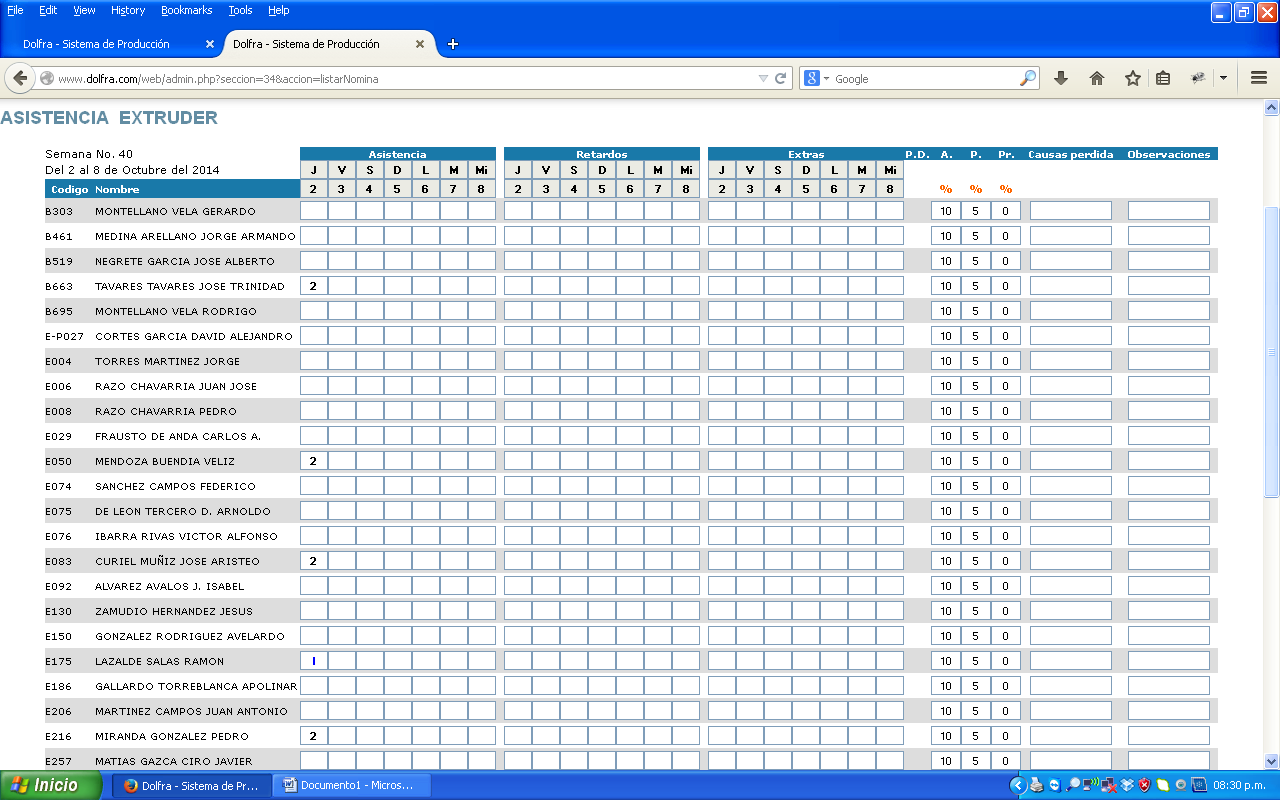 File Edit View History Bookmarks Tools Help
Dolfra - Sistema de Producción × Dolfra - Sistema de Producción × +
www.dolfra.com/web/admin.php?seccion=34&accion=listarNomina 8 Google
ASISTENCIA EXTRUDER
Semana No. 40 Asistencia Retardos Extras P.D. A. P. Pr. Causas perdida Observaciones
Del 2 al 8 de Octubre del 2014 J V S D L M Mi J V S D L M Mi J V S D L M Mi
Codigo Nombre 2 3 4 5 6 7 8 2 3 4 5 6 7 8 2 3 4 5 6 7 8 % % %
B303 MONTELLANO VELA GERARDO 10 5 0
B461 MEDINA ARELLANO JORGE ARMANDO 10 5 0
B519 NEGRETE GARCIA JOSE ALBERTO 10 5 0
B663 TAVARES TAVARES JOSE TRINIDAD 2 10 5 0
B695 MONTELLANO VELA RODRIGO 10 5 0
E-P027 CORTES GARCIA DAVID ALEJANDRO 10 5 0
E004 TORRES MARTINEZ JORGE 10 5 0
E006 RAZO CHAVARRIA JUAN JOSE 10 5 0
E008 RAZO CHAVARRIA PEDRO 10 5 0
E029 FRAUSTO DE ANDA CARLOS A. 10 5 0
E050 MENDOZA BUENDIA VELIZ 2 10 5 0
E074 SANCHEZ CAMPOS FEDERICO 10 5 0
E075 DE LEON TERCERO D. ARNOLDO 10 5 0
E076 IBARRA RIVAS VICTOR ALFONSO 10 5 0
E083 CURIEL MUÑIZ JOSE ARISTEO 2 10 5 0
E092 ALVAREZ AVALOS J. ISABEL 10 5 0
E130 ZAMUDIO HERNANDEZ JESUS 10 5 0
E150 GONZALEZ RODRIGUEZ AVELARDO 10 5 0
E175 LAZALDE SALAS RAMON I 10 5 0
E186 GALLARDO TORREBLANCA APOLINAR 10 5 0
E206 MARTINEZ CAMPOS JUAN ANTONIO 10 5 0
E216 MIRANDA GONZALEZ PEDRO 2 10 5 0
E257 MATIAS GAZCA CIRO JAVIER 10 5 0
Inicio Dolfra - Sistema de Pr... Documento1 - Micros... 08:30 p.m.